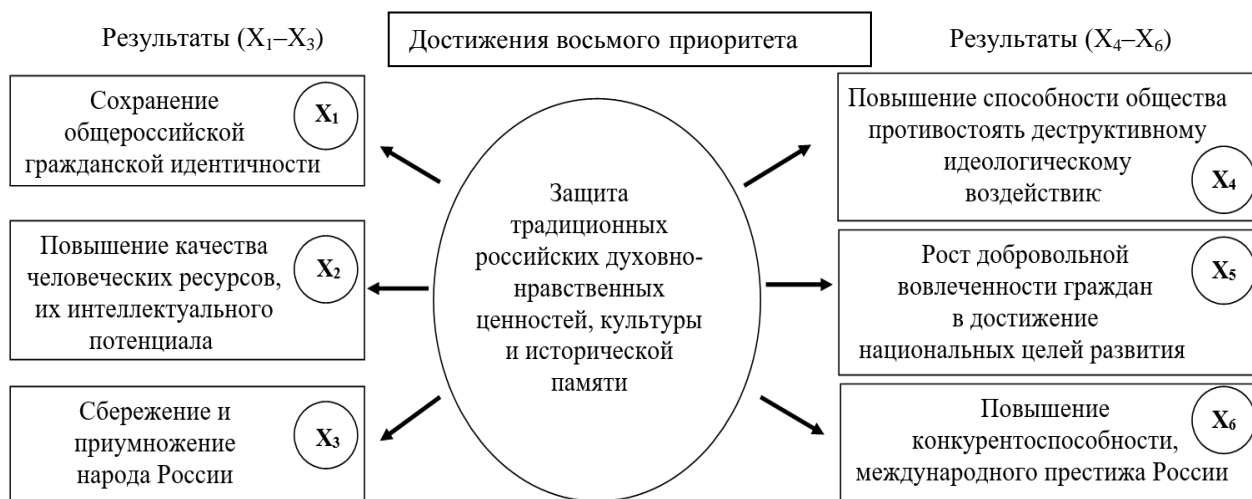 Результаты (X₁–X₃)
Достижения восьмого приоритета
Результаты (X₄–X₆)
Сохранение
общероссийской
гражданской идентичности
X₁
Повышение качества
человеческих ресурсов,
их интеллектуального
потенциала
X₂
Сбережение и
приумножение
народа России
X₃
Защита
традиционных
российских духовно-
нравственных
ценностей, культуры
и исторической
памяти
Повышение способности общества
противостоять деструктивному
идеологическому
воздействию
X₄
Рост добровольной
вовлеченности граждан
в достижение
национальных целей развития
X₅
Повышение
конкурентоспособности,
международного престижа России
X₆